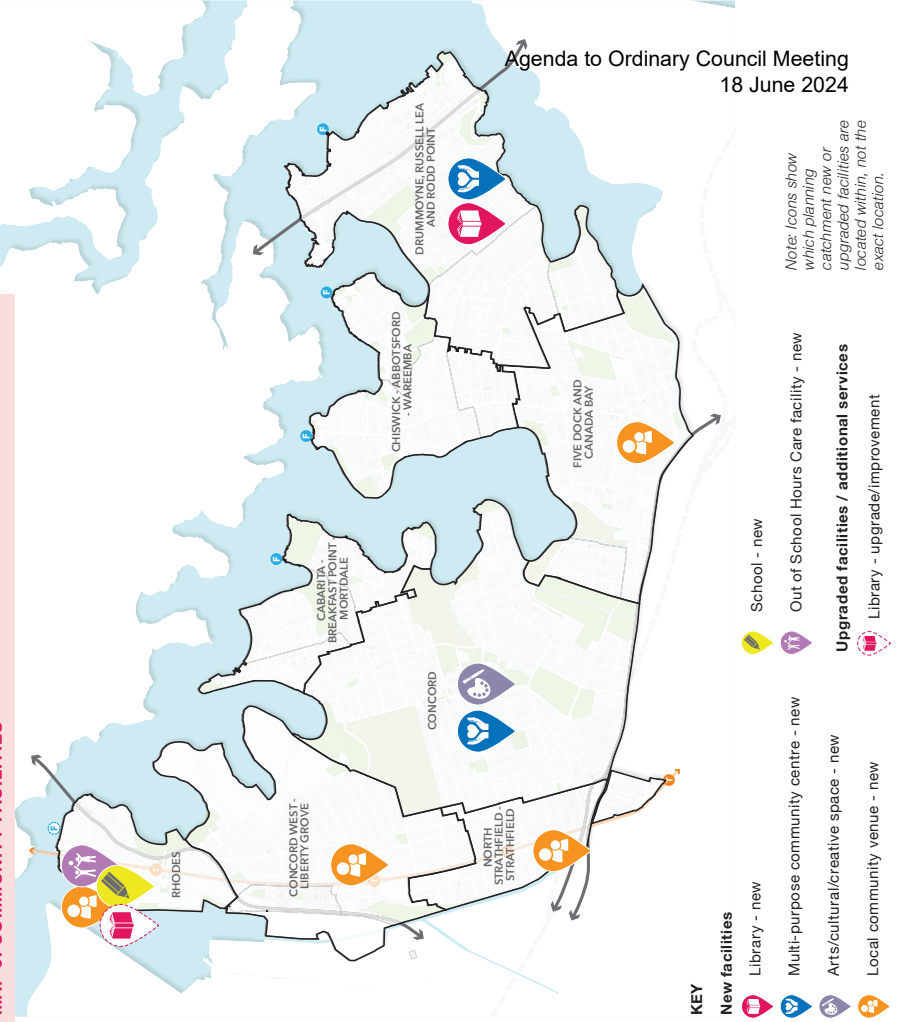 Agenda to Ordinary Council Meeting
18 June 2024
RHODES
CONCORD WEST -
LIBERTY GROVE
NORTH
STRATHFIELD -
STRATHFIELD
CONCORD
CABARITA -
BREAKFAST POINT
MORTDALE
CHISWICK - ABBOTSFORD
- WAREEMBA
FIVE DOCK AND
CANADA BAY
DRUMMOYNE, RUSSELL LEA
AND RODD POINT
F
F
F
F
F
T
KEY
New facilities
Library - new
Multi-purpose community centre - new
Arts/cultural/creative space - new
Local community venue - new
School - new
Out of School Hours Care facility - new
Upgraded facilities / additional services
Library - upgrade/improvement
Note: Icons show
which planning
catchment new or
upgraded facilities are
located within, not the
exact location.